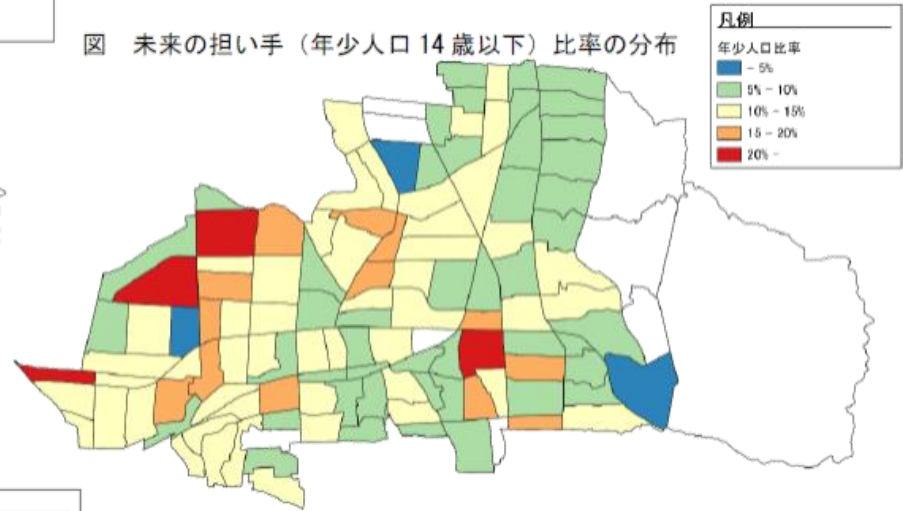 図　未来の担い手（年少人口 14 歳以下）比率の分布
凡例
年少人口比率
- 5%
5% - 10%
10% - 15%
15 - 20%
20% -